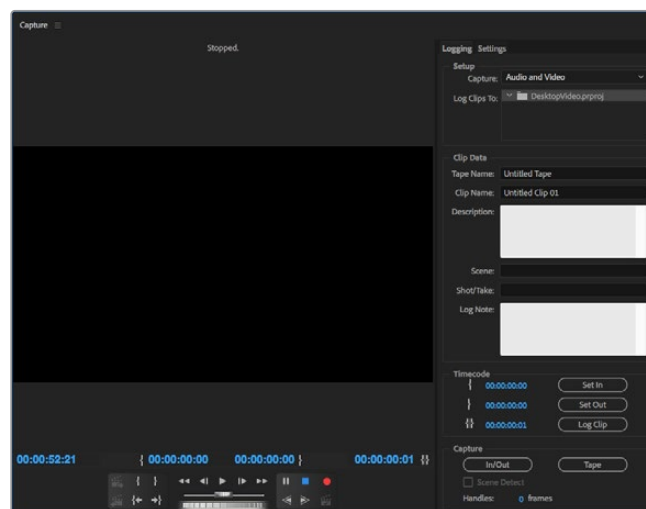 Capture
Stopped.
Logging Settings
Setup
Capture: Audio and Video
Log Clips To: DesktopVideo.prproj
Clip Data
Tape Name: Untitled Tape
Clip Name: Untitled Clip 01
Description:
Scene:
Shot/Take:
Log Note:
Timecode
{ 00:00:00:00 Set In
} 00:00:00:00 Set Out
{} 00:00:00:01 Log Clip
00:00:52:21 { 00:00:00:00 00:00:00:00 } 00:00:00:01 {}
Capture
In/Out Tape
Scene Detect
Handles: 0 frames